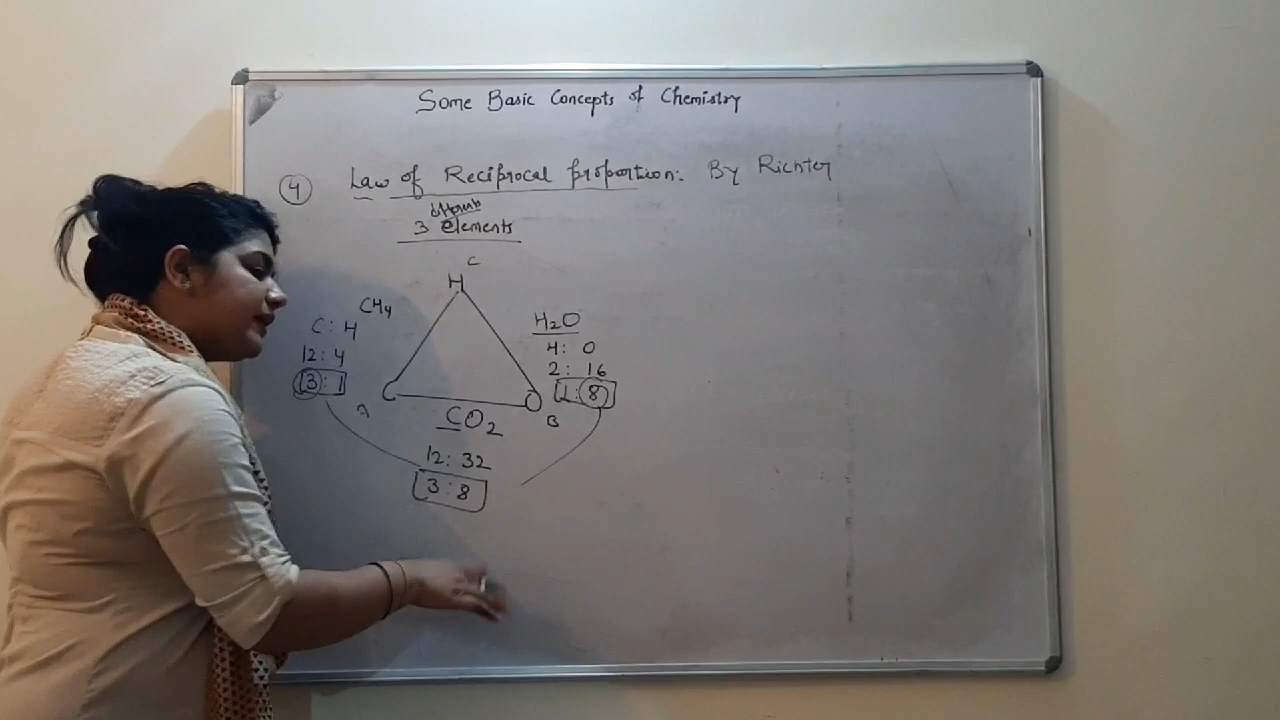 Some Basic Concepts of Chemistry
4 Law of Reciprocal proportion: By Richter
different
3 elements
C
H
CH4
C: H
12: 4
3: 1
H2O
H: O
2: 16
1: 8
C
O
A
B
CO2
12: 32
3: 8